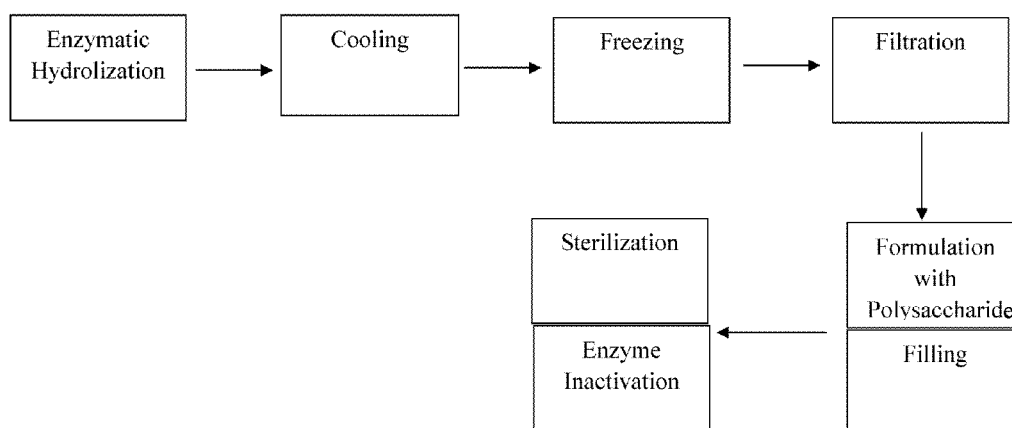 Enzymatic
Hydrolization
Cooling
Freezing
Filtration
Formulation
with
Polysaccharide
Filling
Sterilization
Enzyme
Inactivation